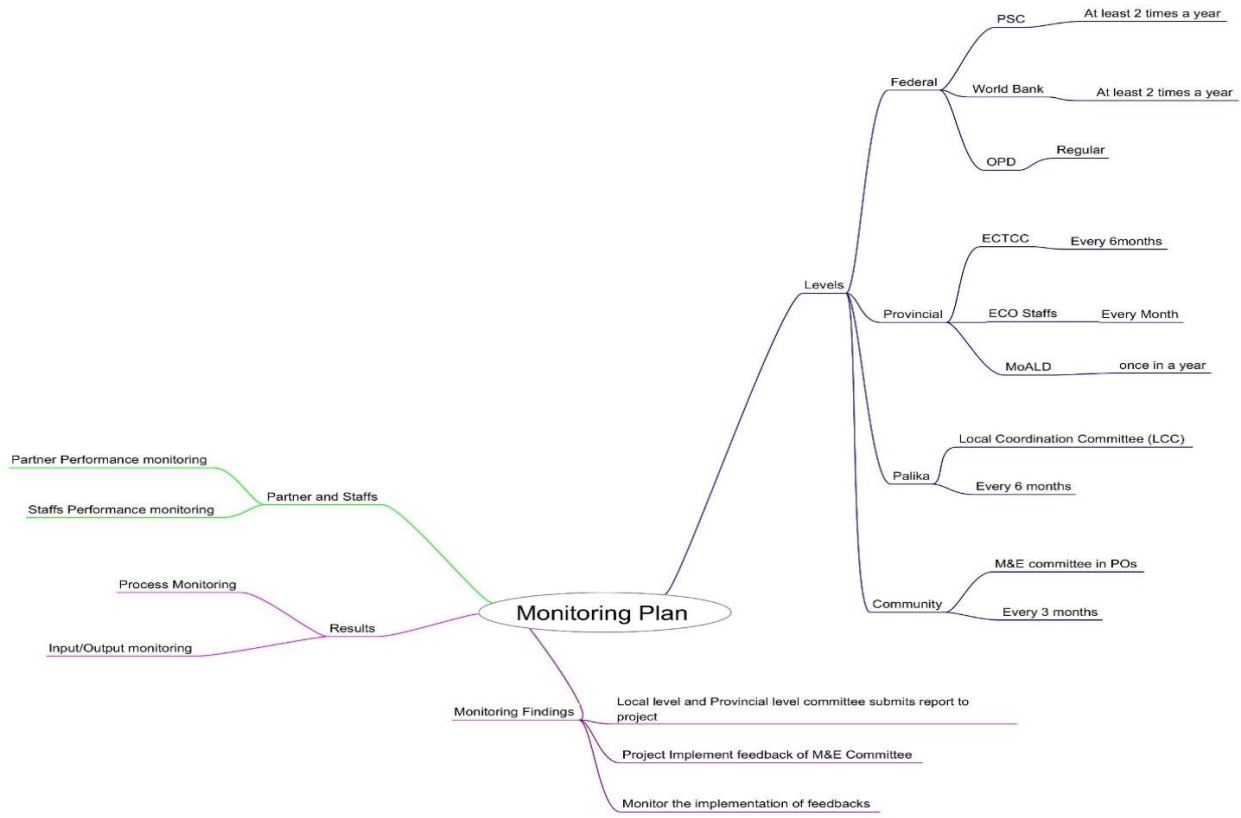 Monitoring Plan
Levels
Federal
PSC
At least 2 times a year
World Bank
At least 2 times a year
OPD
Regular
Provincial
ECTCC
Every 6months
ECO Staffs
Every Month
MoALD
once in a year
Palika
Local Coordination Committee (LCC)
Every 6 months
Community
M&E committee in POs
Every 3 months
Partner and Staffs
Partner Performance monitoring
Staffs Performance monitoring
Results
Process Monitoring
Input/Output monitoring
Monitoring Findings
Local level and Provincial level committee submits report to
project
Project Implement feedback of M&E Committee
Monitor the implementation of feedbacks